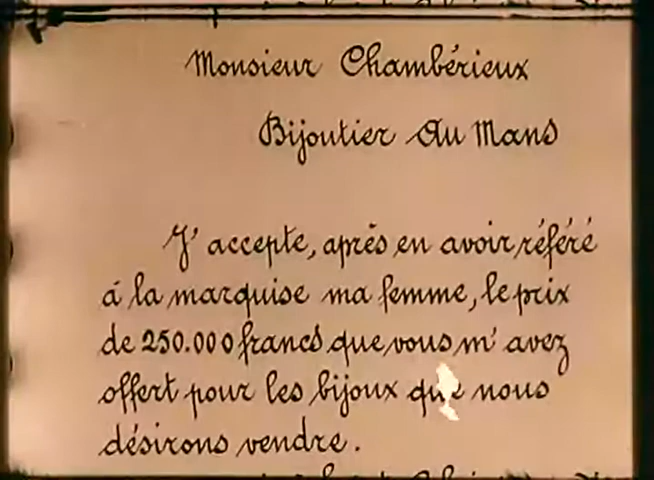 Monsieur Chambérieux
Bijoutier au Mans
J' accepte, après en avoir référé
à la marquise ma femme, le prix
de 250.000 francs que vous m' avez
offert pour les bijoux que nous
désirons vendre.